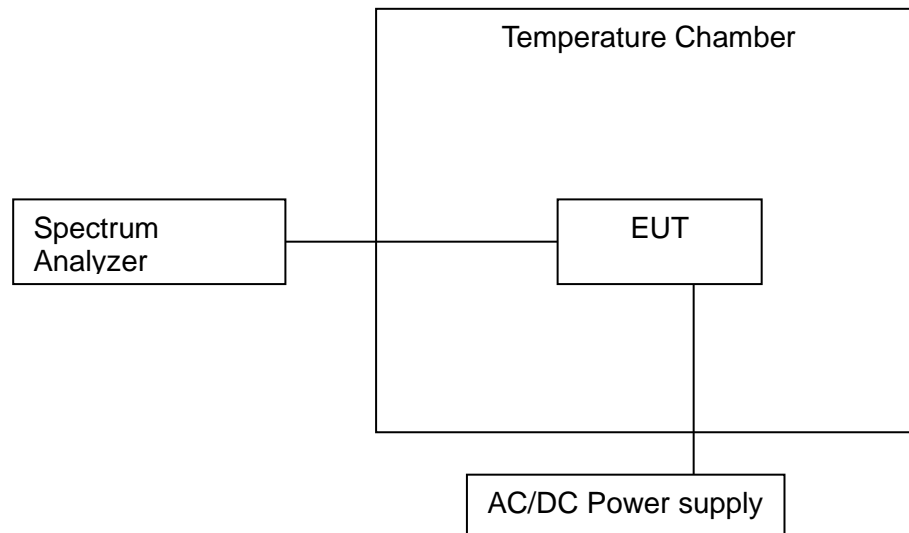 Temperature Chamber
Spectrum
Analyzer
EUT
AC/DC Power supply